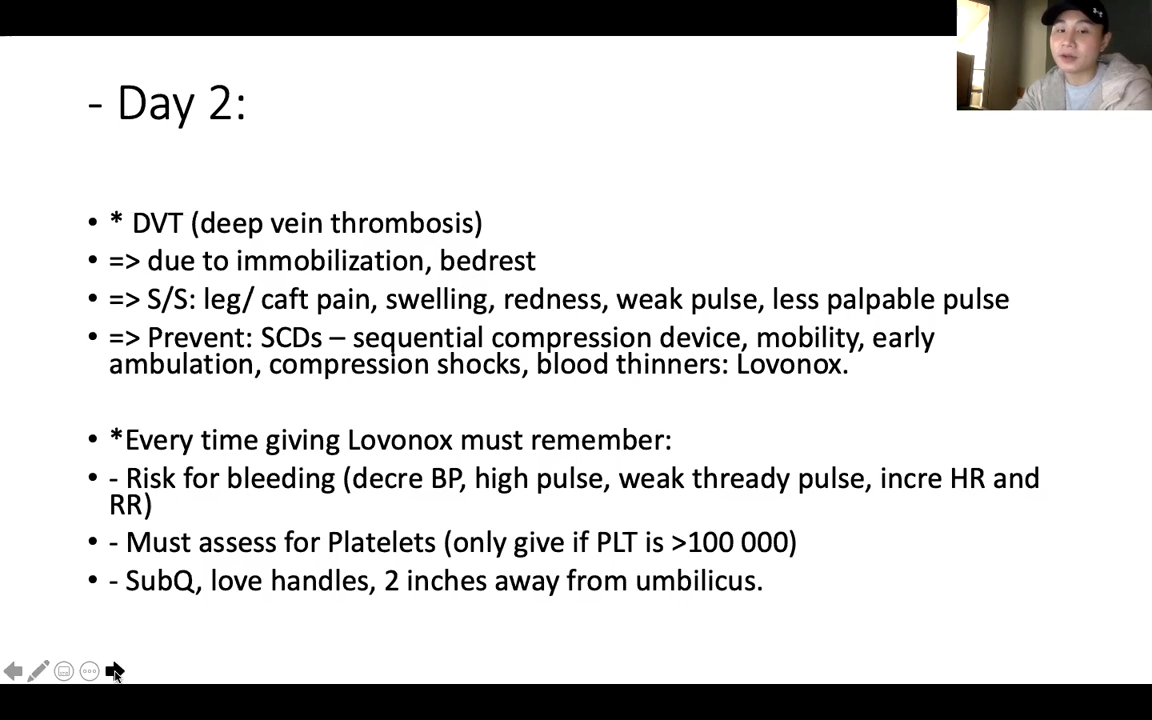 - Day 2:
• * DVT (deep vein thrombosis)
• => due to immobilization, bedrest
• => S/S: leg/ caft pain, swelling, redness, weak pulse, less palpable pulse
• => Prevent: SCDs – sequential compression device, mobility, early
ambulation, compression shocks, blood thinners: Lovonox.
• *Every time giving Lovonox must remember:
• - Risk for bleeding (decre BP, high pulse, weak thready pulse, incre HR and
RR)
• - Must assess for Platelets (only give if PLT is >100 000)
• - SubQ, love handles, 2 inches away from umbilicus.